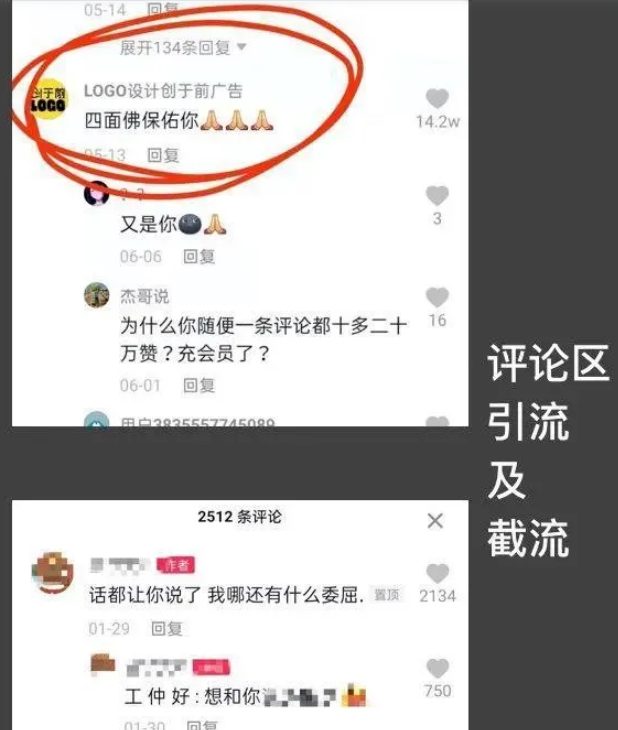 05-14 回复
展开134条回复
创于前
LOGO
LOGO设计创于前广告
四面佛保佑你🙏🙏🙏
14.2w
05-13 回复
?·?
又是你🌚🙏
3
06-06 回复
杰哥说
为什么你随便一条评论都十多二十
万赞？充会员了？
16
06-01 回复
用户3835557745089
评论区
引流
及
截流
2512 条评论
作者
话都让你说了 我哪还有什么委屈. 置顶
2134
01-29 回复
工 仲 好 : 想和你
750
01-30 回复